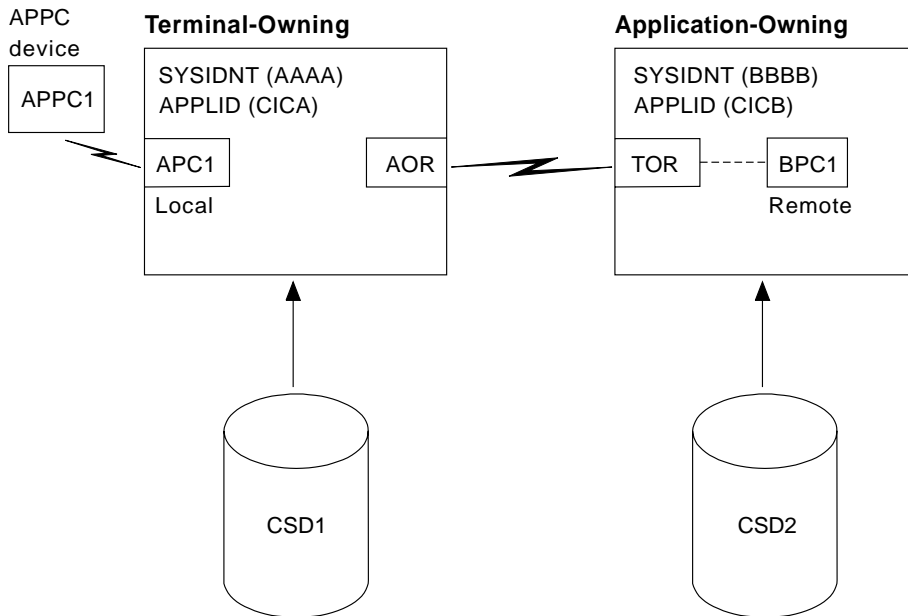 APPC
device
APPC1
Terminal-Owning
SYSIDNT (AAAA)
APPLID (CICA)
APC1
Local
AOR
Application-Owning
SYSIDNT (BBBB)
APPLID (CICB)
TOR
BPC1
Remote
CSD1
CSD2